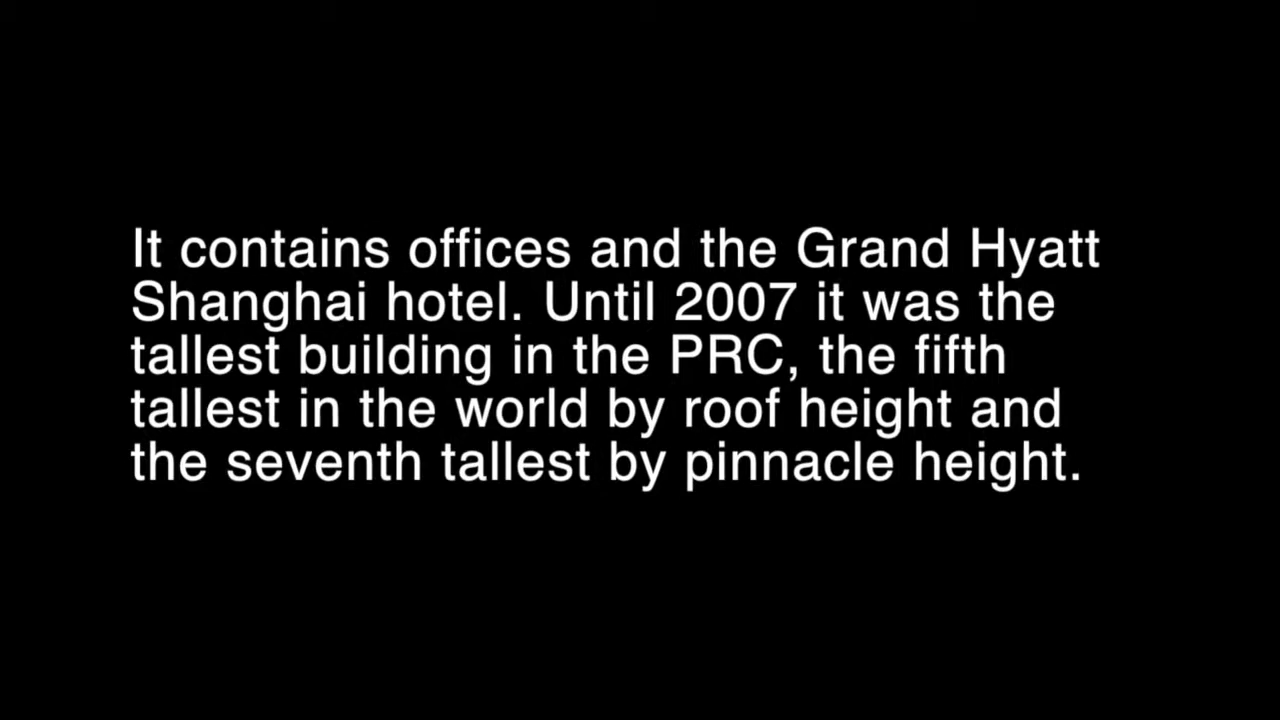 It contains offices and the Grand Hyatt
Shanghai hotel. Until 2007 it was the
tallest building in the PRC, the fifth
tallest in the world by roof height and
the seventh tallest by pinnacle height.